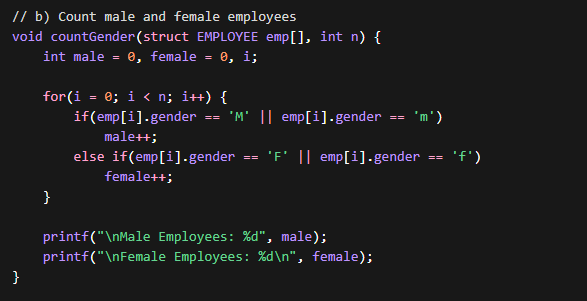 // b) Count male and female employees
void countGender(struct EMPLOYEE emp[], int n) {
    int male = 0, female = 0, i;

    for(i = 0; i < n; i++) {
        if(emp[i].gender == 'M' || emp[i].gender == 'm')
            male++;
        else if(emp[i].gender == 'F' || emp[i].gender == 'f')
            female++;
    }

    printf("\nMale Employees: %d", male);
    printf("\nFemale Employees: %d\n", female);
}